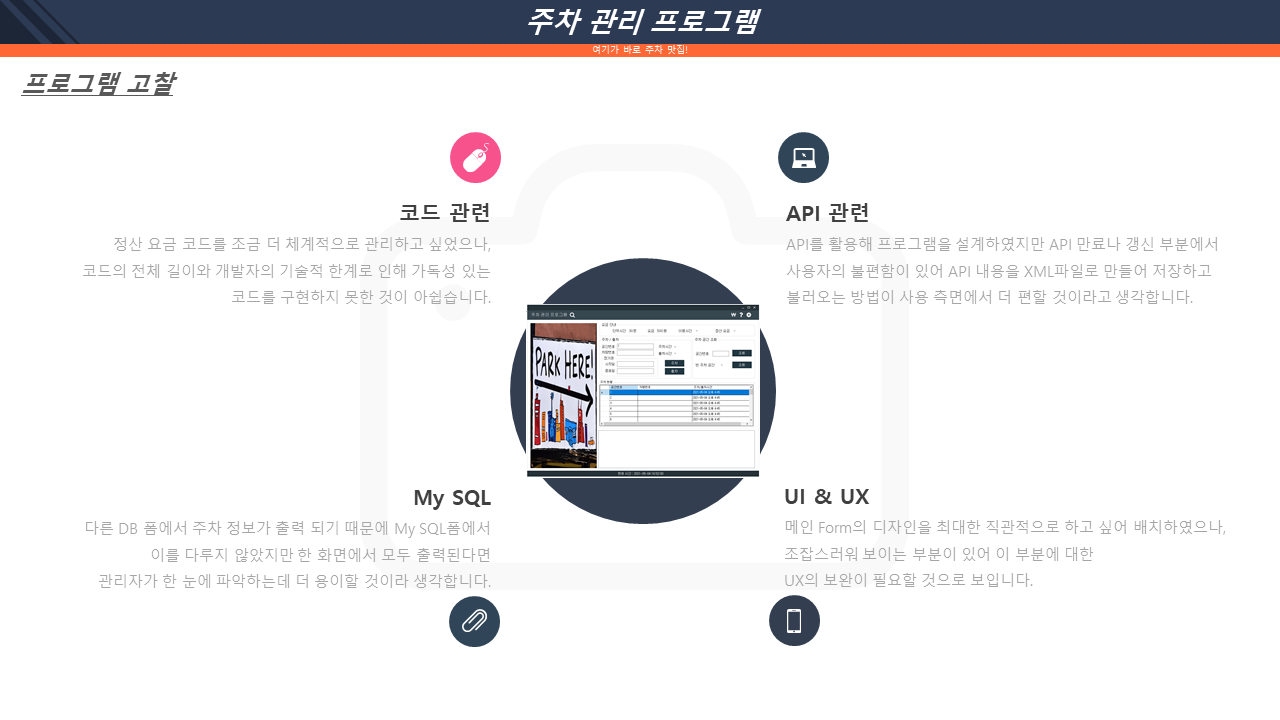 주차 관리 프로그램
여기가 바로 주차 맛집!
프로그램 고찰
코드 관련
정산 요금 코드를 조금 더 체계적으로 관리하고 싶었으나,
코드의 전체 길이와 개발자의 기술적 한계로 인해 가독성 있는
코드를 구현하지 못한 것이 아쉽습니다.
API 관련
API를 활용해 프로그램을 설계하였지만 API 만료나 갱신 부분에서
사용자의 불편함이 있어 API 내용을 XML파일로 만들어 저장하고
불러오는 방법이 사용 측면에서 더 편할 것이라고 생각합니다.
주차 관리 프로그램
PARK HERE!
My SQL
다른 DB 폼에서 주차 정보가 출력 되기 때문에 My SQL폼에서
이를 다루지 않았지만 한 화면에서 모두 출력된다면
관리자가 한 눈에 파악하는데 더 용이할 것이라 생각합니다.
UI & UX
메인 Form의 디자인을 최대한 직관적으로 하고 싶어 배치하였으나,
조잡스러워 보이는 부분이 있어 이 부분에 대한
UX의 보완이 필요할 것으로 보입니다.